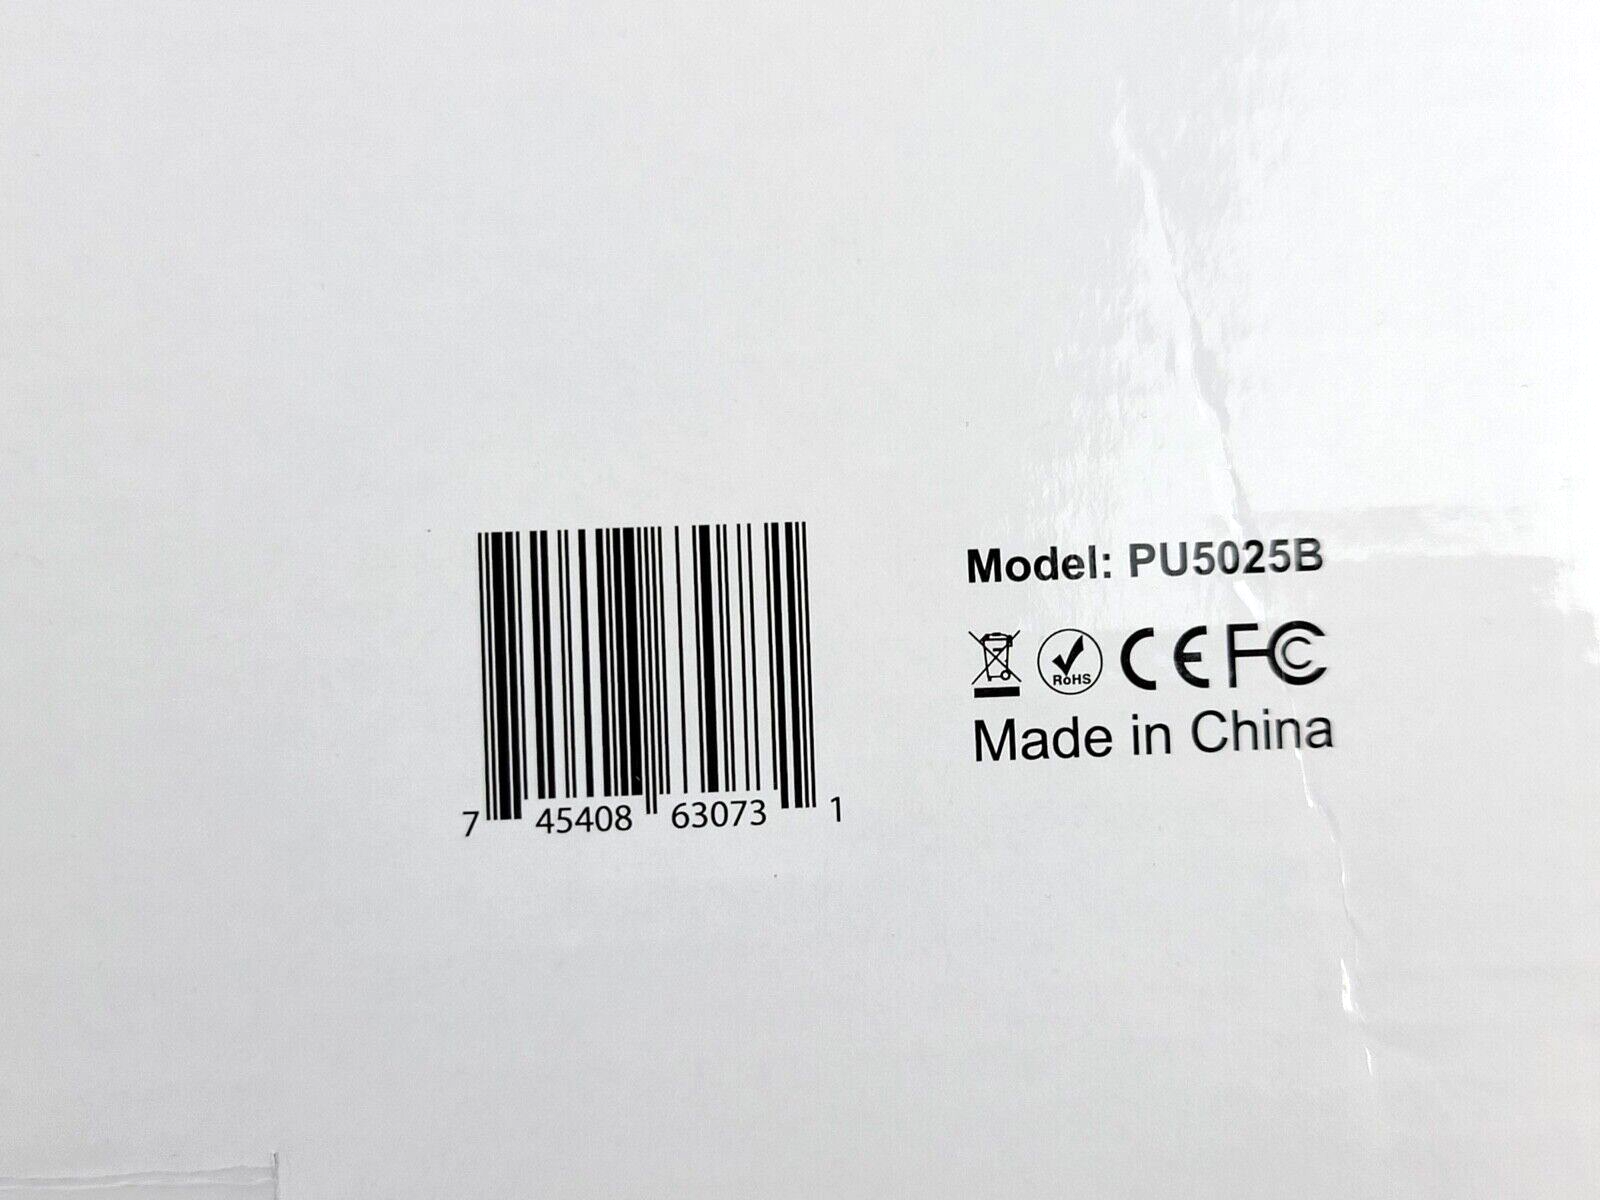 Model: PU5025B
RoHS CE FC
Made in China
7 45408 63073 1